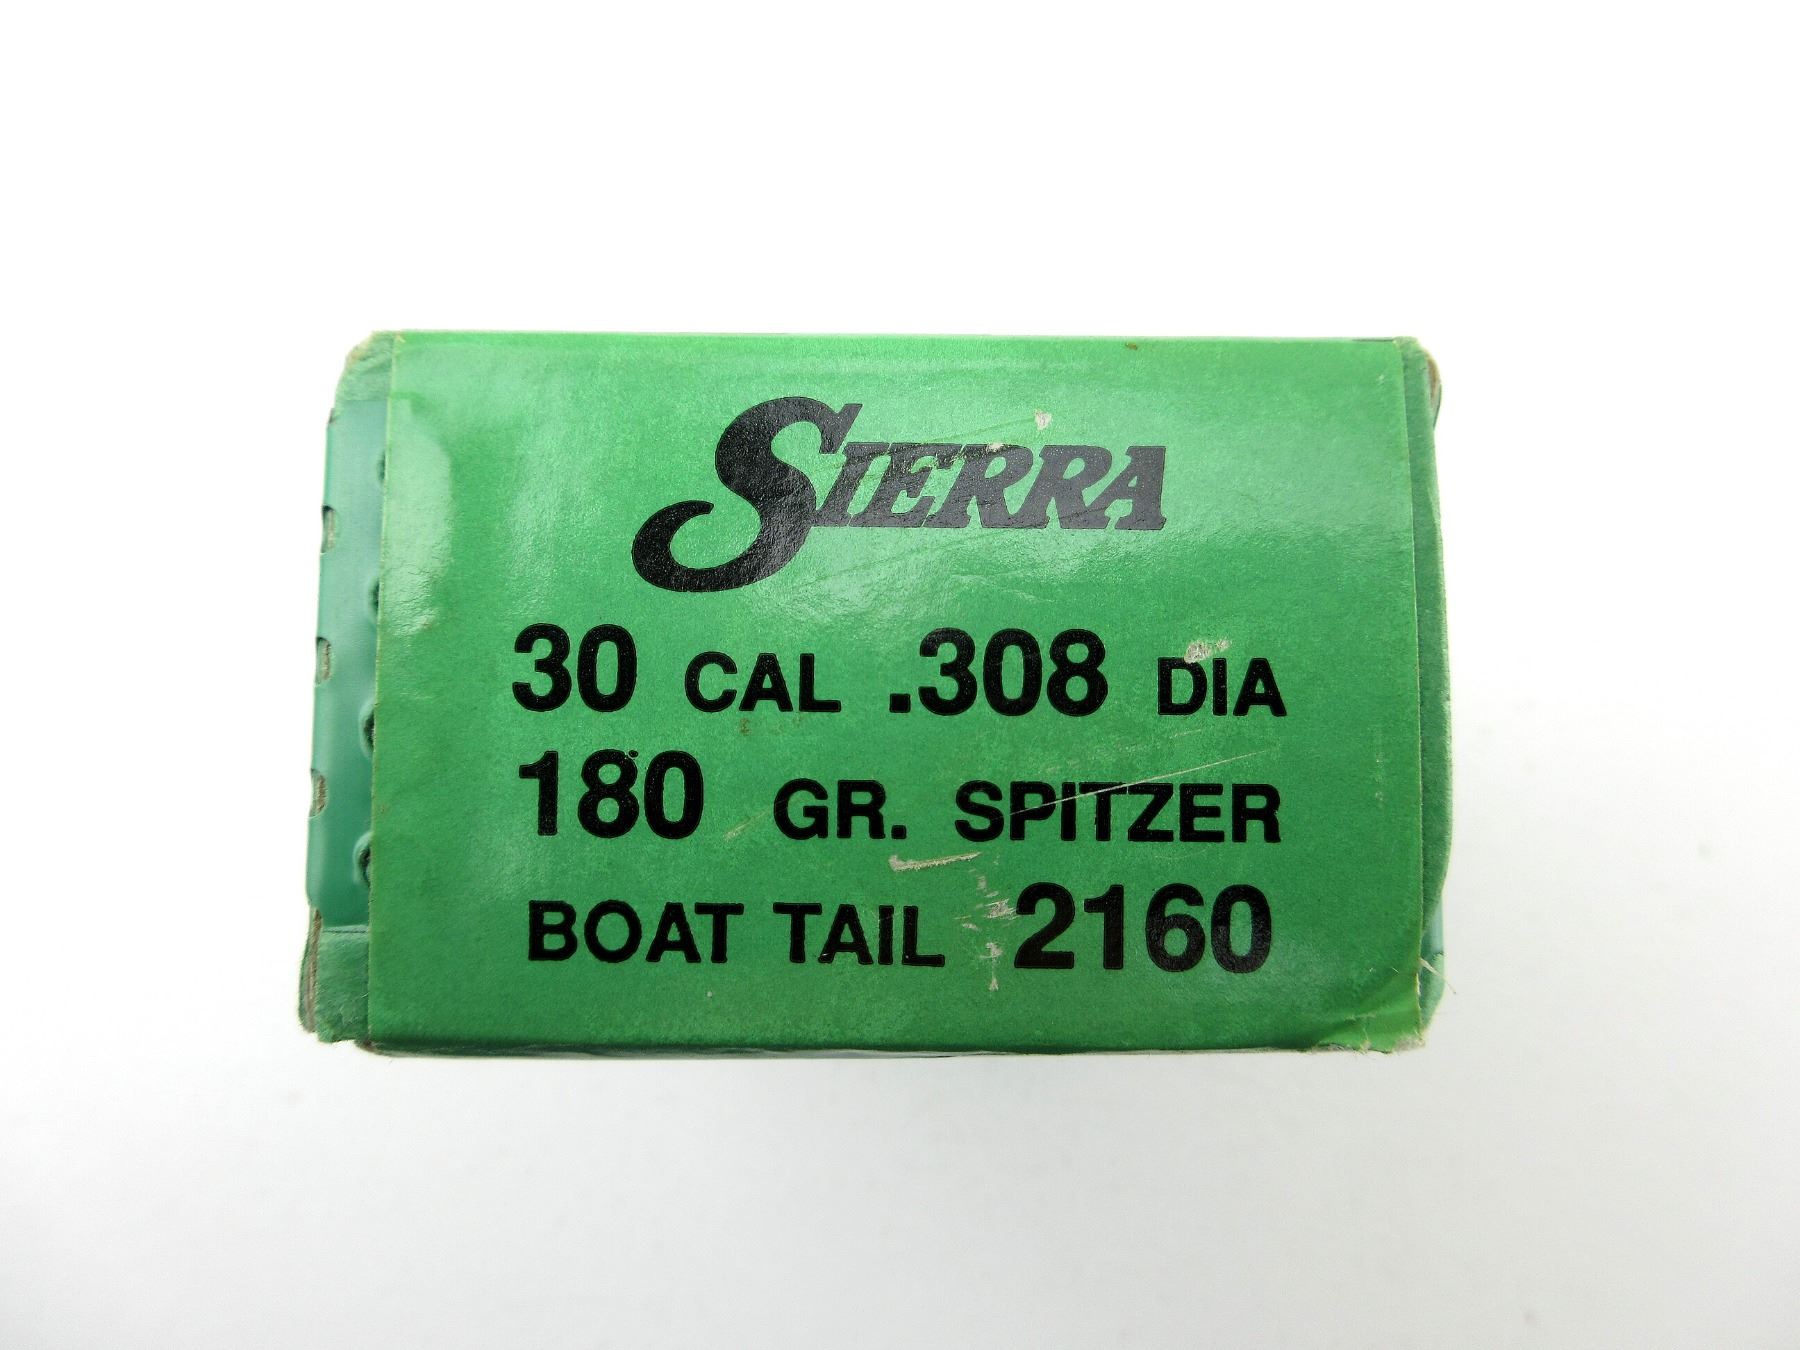 SIERRA
30 CAL .308 DIA
180 GR. SPITZER
BOAT TAIL 2160